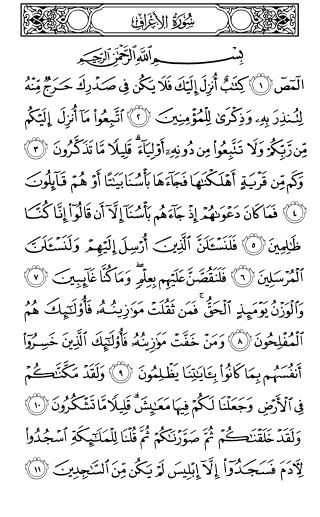 سُورَةُ الأَعۡرَافِ
بِسۡمِ ٱللَّهِ ٱلرَّحۡمَٰنِ ٱلرَّحِيمِ
الٓمٓصٓ ١ كِتَٰبٌ أُنزِلَ إِلَيۡكَ فَلَا يَكُن فِي صَدۡرِكَ حَرَجٞ مِّنۡهُ
لِتُنذِرَ بِهِۦ وَذِكۡرَىٰ لِلۡمُؤۡمِنِينَ ٢ ٱتَّبِعُواْ مَآ أُنزِلَ إِلَيۡكُم
مِّن رَّبِّكُمۡ وَلَا تَتَّبِعُواْ مِن دُونِهِۦٓ أَوۡلِيَآءَۗ قَلِيلٗا مَّا تَذَكَّرُونَ ٣
وَكَم مِّن قَرۡيَةٍ أَهۡلَكۡنَٰهَا فَجَآءَهَا بَأۡسُنَا بَيَٰتًا أَوۡ هُمۡ قَآئِلُونَ
٤ فَمَا كَانَ دَعۡوَىٰهُمۡ إِذۡ جَآءَهُم بَأۡسُنَآ إِلَّآ أَن قَالُوٓاْ إِنَّا كُنَّا
ظَٰلِمِينَ ٥ فَلَنَسۡـَٔلَنَّ ٱلَّذِينَ أُرۡسِلَ إِلَيۡهِمۡ وَلَنَسۡـَٔلَنَّ
ٱلۡمُرۡسَلِينَ ٦ فَلَنَقُصَّنَّ عَلَيۡهِم بِعِلۡمٖۖ وَمَا كُنَّا غَآئِبِينَ ٧
وَٱلۡوَزۡنُ يَوۡمَئِذٍ ٱلۡحَقُّۚ فَمَن ثَقُلَتۡ مَوَٰزِينُهُۥ فَأُوْلَٰٓئِكَ هُمُ
ٱلۡمُفۡلِحُونَ ٨ وَمَنۡ خَفَّتۡ مَوَٰزِينُهُۥ فَأُوْلَٰٓئِكَ ٱلَّذِينَ خَسِرُوٓاْ
أَنفُسَهُم بِمَا كَانُواْ بِـَٔايَٰتِنَا يَظۡلِمُونَ ٩ وَلَقَدۡ مَكَّنَّٰكُمۡ
فِي ٱلۡأَرۡضِ وَجَعَلۡنَا لَكُمۡ فِيهَا مَعَٰيِشَۗ قَلِيلٗا مَّا تَشۡكُرُونَ ١٠
وَلَقَدۡ خَلَقۡنَٰكُمۡ ثُمَّ صَوَّرۡنَٰكُمۡ ثُمَّ قُلۡنَا لِلۡمَلَٰٓئِكَةِ ٱسۡجُدُواْ
لِأٓدَمَ فَسَجَدُوٓاْ إِلَّآ إِبۡلِيسَ لَمۡ يَكُن مِّنَ ٱلسَّٰجِدِينَ ١١